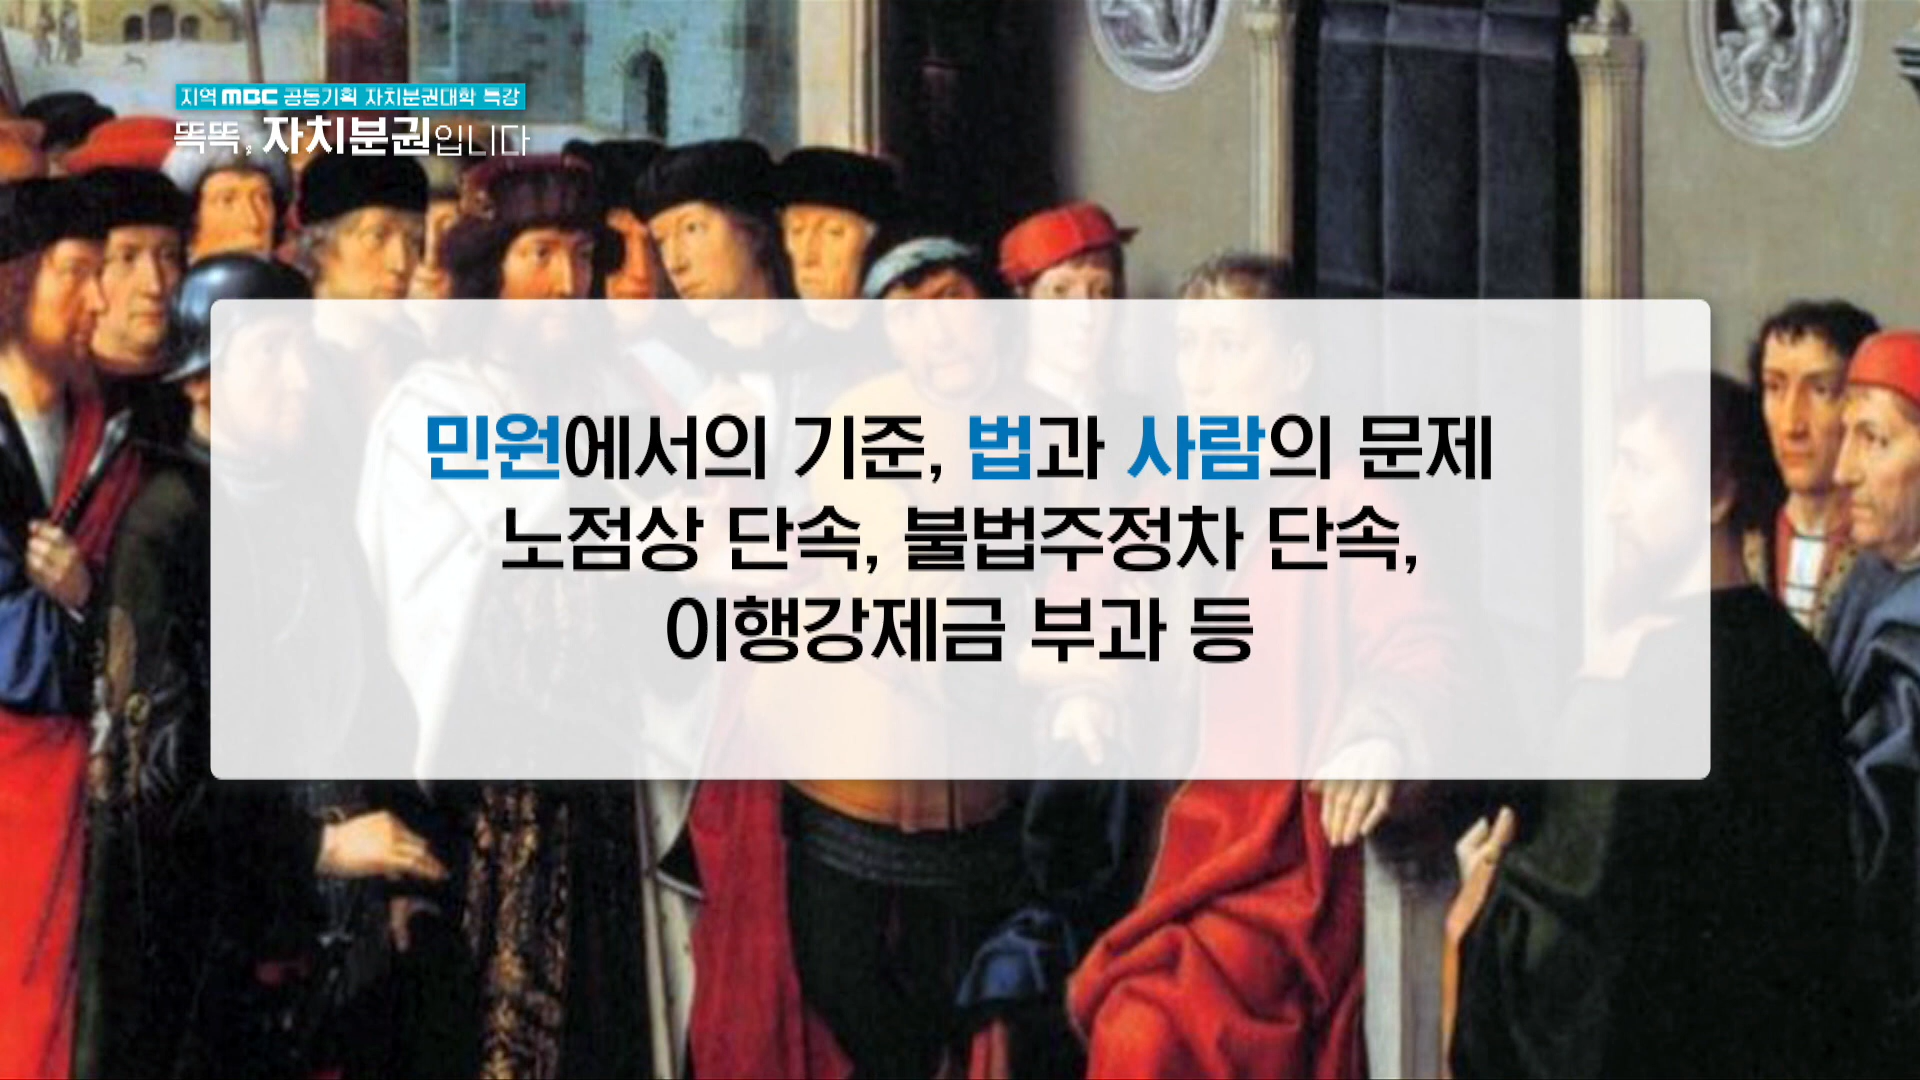 지역 MBC 공동기획 자치분권대학 특강
똑똑, 자치분권입니다
민원에서의 기준, 법과 사람의 문제
노점상 단속, 불법주정차 단속,
이행강제금 부과 등